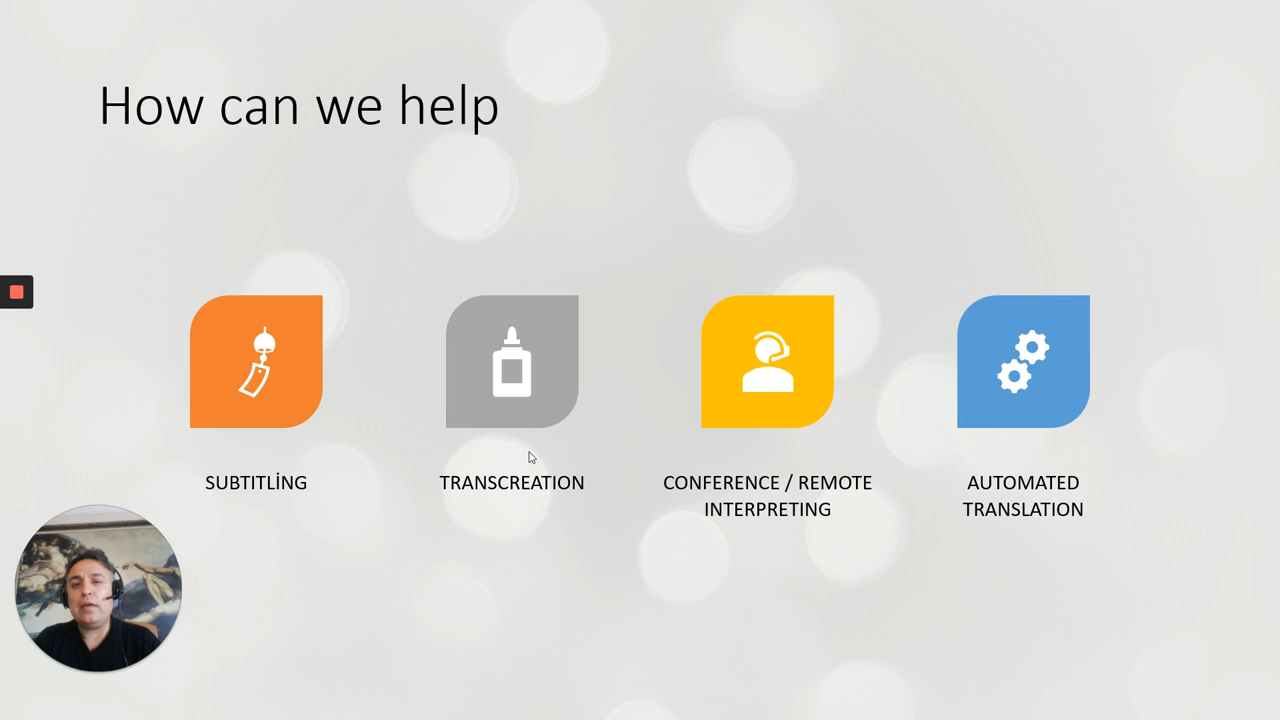 How can we help
SUBTITLİNG
TRANSCREATION
CONFERENCE / REMOTE
INTERPRETING
AUTOMATED
TRANSLATION